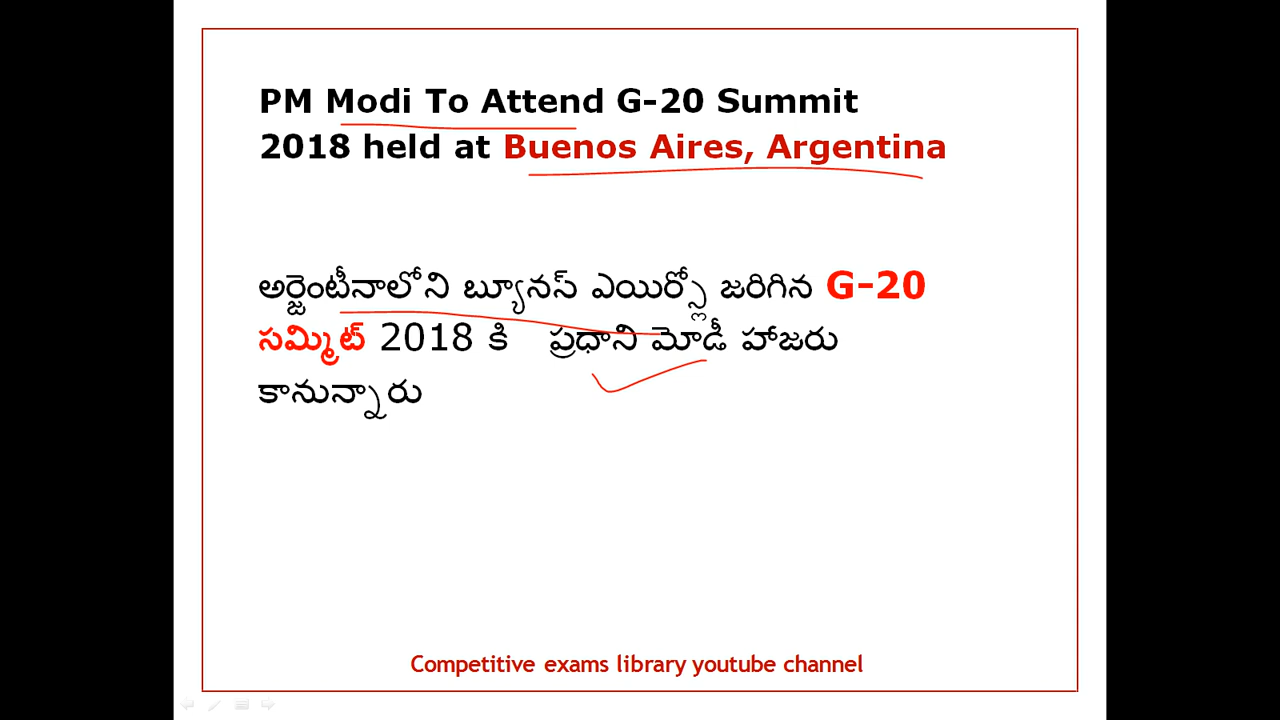 PM Modi To Attend G-20 Summit
2018 held at Buenos Aires, Argentina
అర్జెంటీనాలోని బ్యూనస్ ఎయిర్స్లో జరిగిన G-20
సమ్మిట్ 2018 కి ప్రధాని మోడీ హాజరు
కానున్నారు
Competitive exams library youtube channel